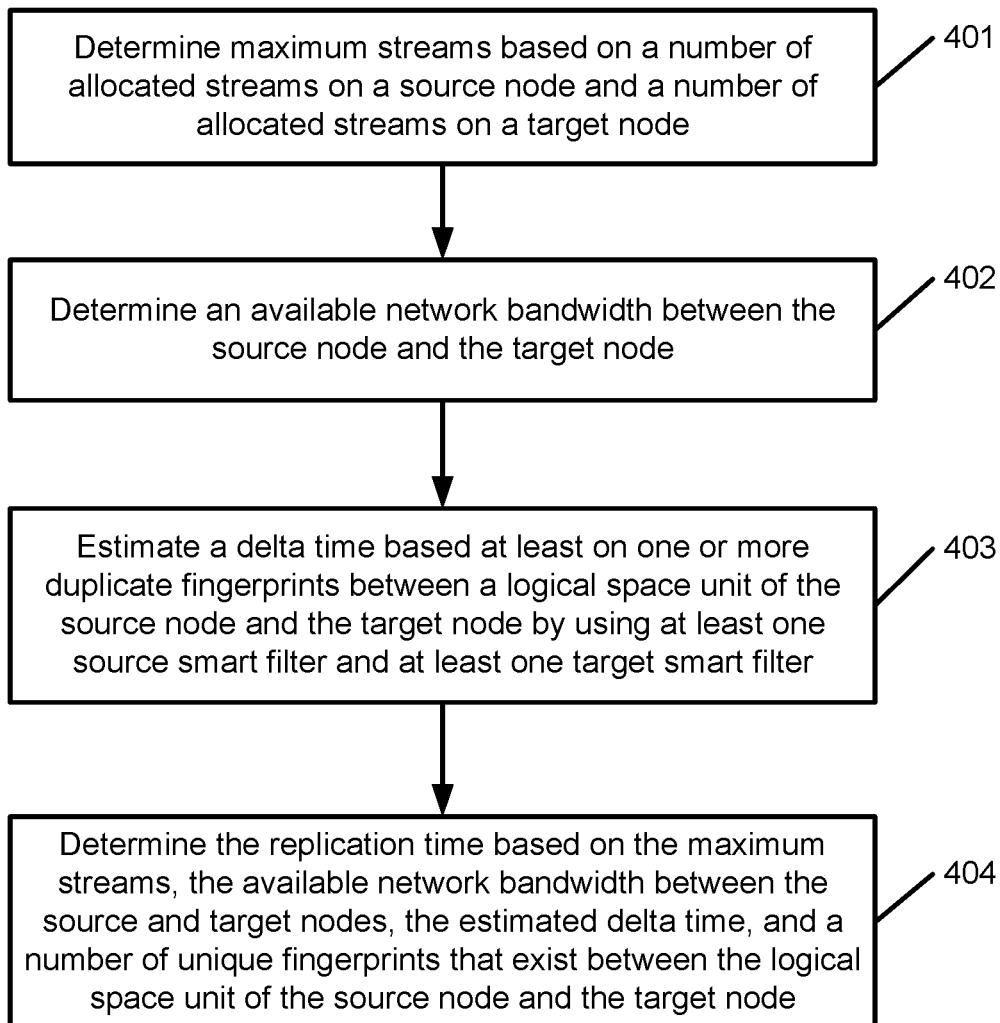 Determine maximum streams based on a number of
allocated streams on a source node and a number of
allocated streams on a target node
401
Determine an available network bandwidth between the
source node and the target node
402
Estimate a delta time based at least on one or more
duplicate fingerprints between a logical space unit of the
source node and the target node by using at least one
source smart filter and at least one target smart filter
403
Determine the replication time based on the maximum
streams, the available network bandwidth between the
source and target nodes, the estimated delta time, and a
number of unique fingerprints that exist between the logical
space unit of the source node and the target node
404